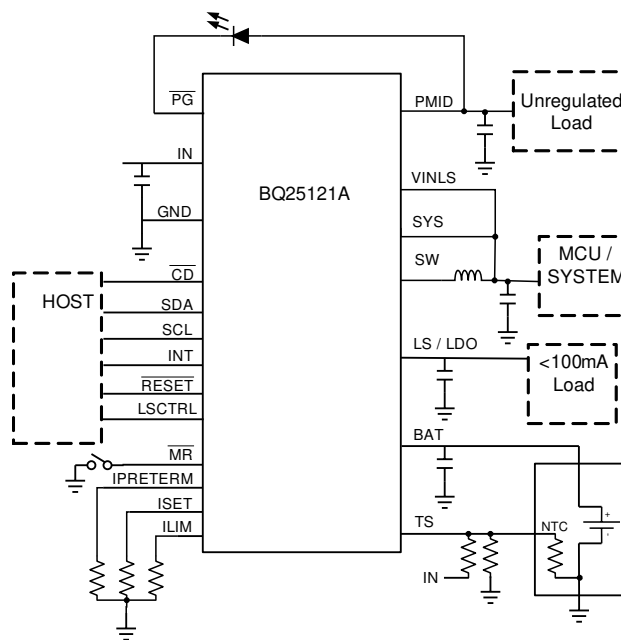 PG
PMID
Unregulated
Load
IN
BQ25121A
VINLS
GND
SYS
SW
MCU /
SYSTEM
HOST
CD
SDA
SCL
INT
RESET
LSCTRL
LS / LDO
<100mA
Load
MR
BAT
IPRETERM
ISET
ILIM
TS
NTC
+
-
IN